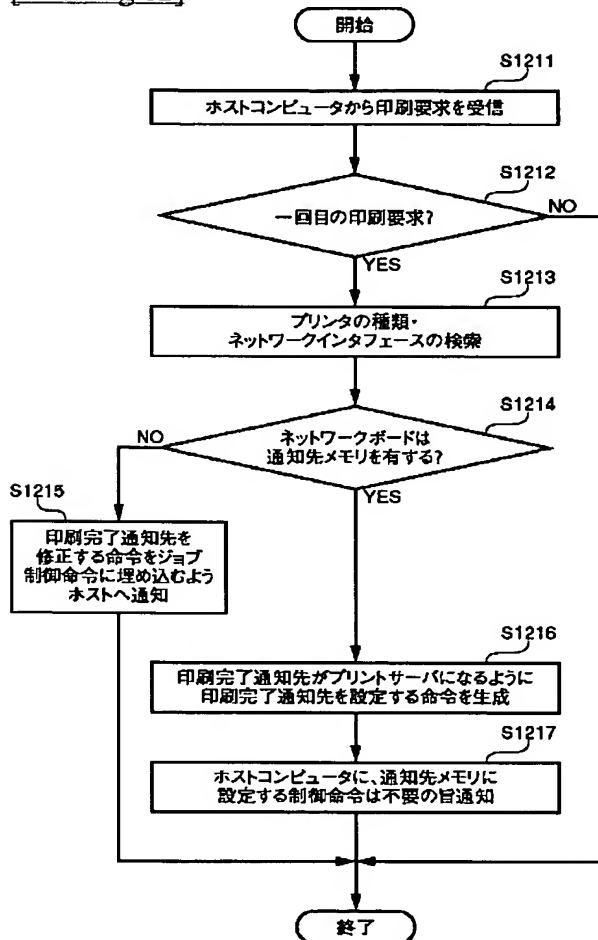 開始
S1211
ホストコンピュータから印刷要求を受信
S1212
一回目の印刷要求?
NO
YES
S1213
プリンタの種類・
ネットワークインタフェースの検索
S1214
ネットワークボードは
通知先メモリを有する?
NO
YES
S1215
印刷完了通知先を
修正する命令をジョブ
制御命令に埋め込むよう
ホストへ通知
S1216
印刷完了通知先がプリントサーバになるように
印刷完了通知先を設定する命令を生成
S1217
ホストコンピュータに、通知先メモリに
設定する制御命令は不要の旨通知
終了